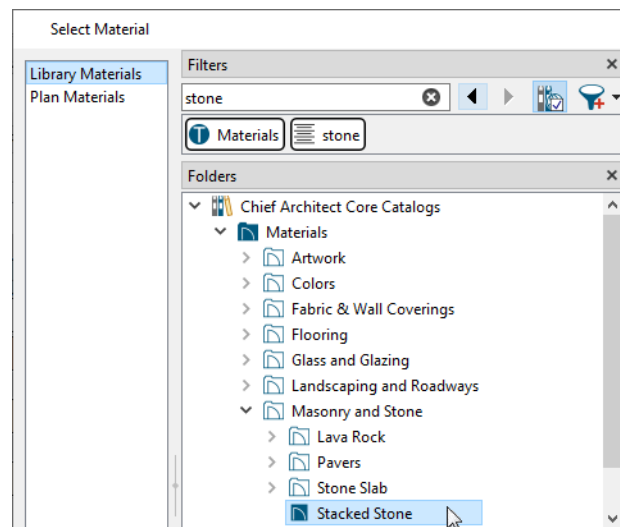 Select Material
Library Materials
Plan Materials
Filters
stone
Materials
stone
Folders
Chief Architect Core Catalogs
Materials
Artwork
Colors
Fabric & Wall Coverings
Flooring
Glass and Glazing
Landscaping and Roadways
Masonry and Stone
Lava Rock
Pavers
Stone Slab
Stacked Stone